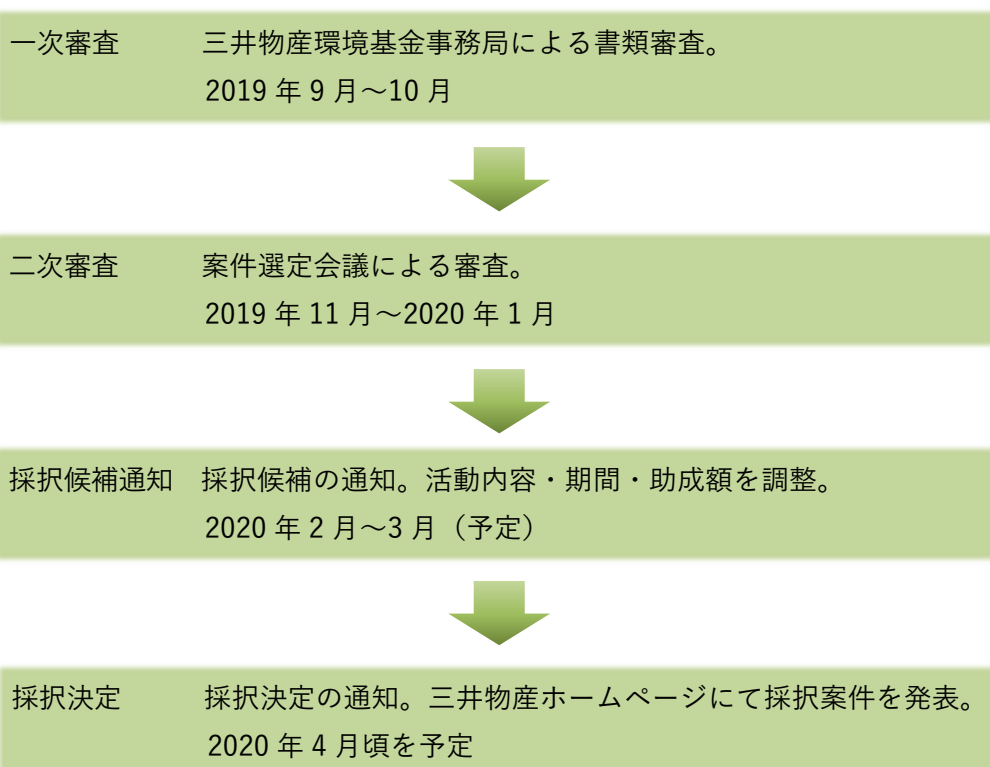 一次審査 三井物産環境基金事務局による書類審査。
2019 年 9 月～10 月
二次審査 案件選定会議による審査。
2019 年 11 月～2020 年 1 月
採択候補通知 採択候補の通知。活動内容・期間・助成額を調整。
2020 年 2 月～3 月（予定）
採択決定 採択決定の通知。三井物産ホームページにて採択案件を発表。
2020 年 4 月頃を予定